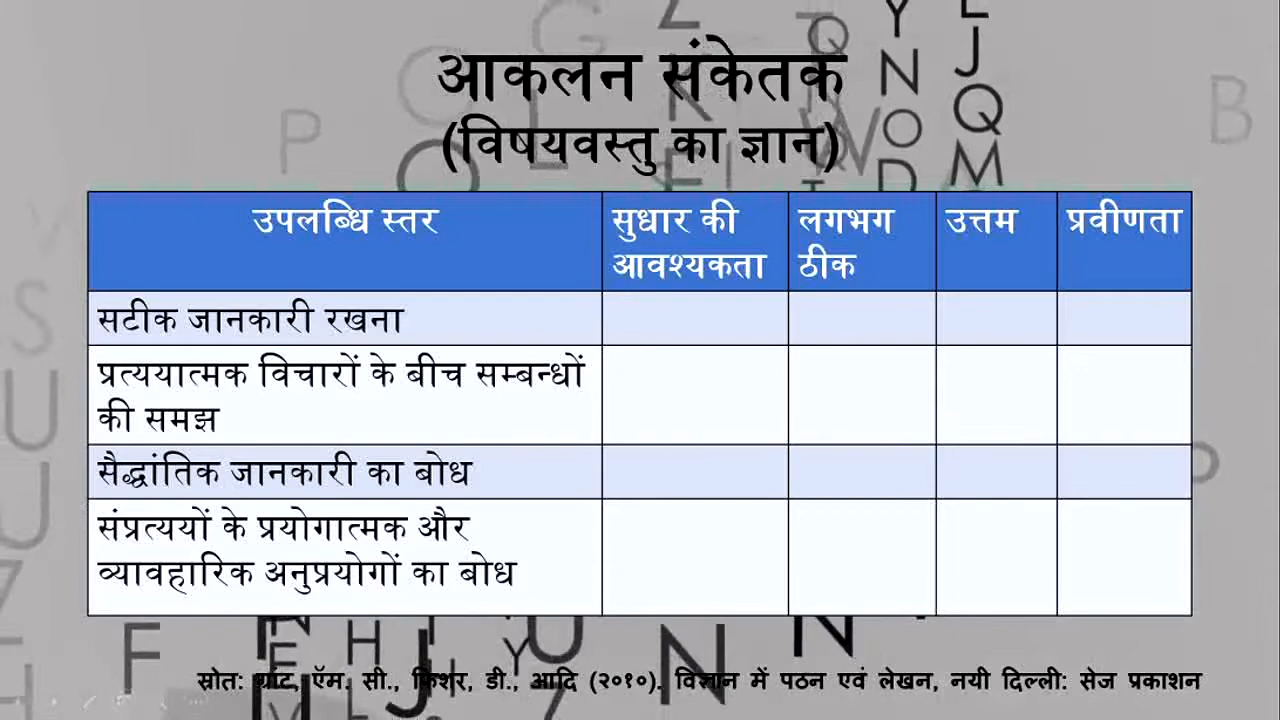 आकलन संकेतक
(विषयवस्तु का ज्ञान)
उपलब्धि स्तर
सुधार की
आवश्यकता
लगभग
ठीक
उत्तम
प्रवीणता
सटीक जानकारी रखना
प्रत्ययात्मक विचारों के बीच सम्बन्धों
की समझ
सैद्धांतिक जानकारी का बोध
संप्रत्ययों के प्रयोगात्मक और
व्यावहारिक अनुप्रयोगों का बोध
स्रोत: ग्रांट, ऍम. सी., फ़िशर, डी., आदि (२०१०). विज्ञान में पठन एवं लेखन, नयी दिल्ली: सेज प्रकाशन